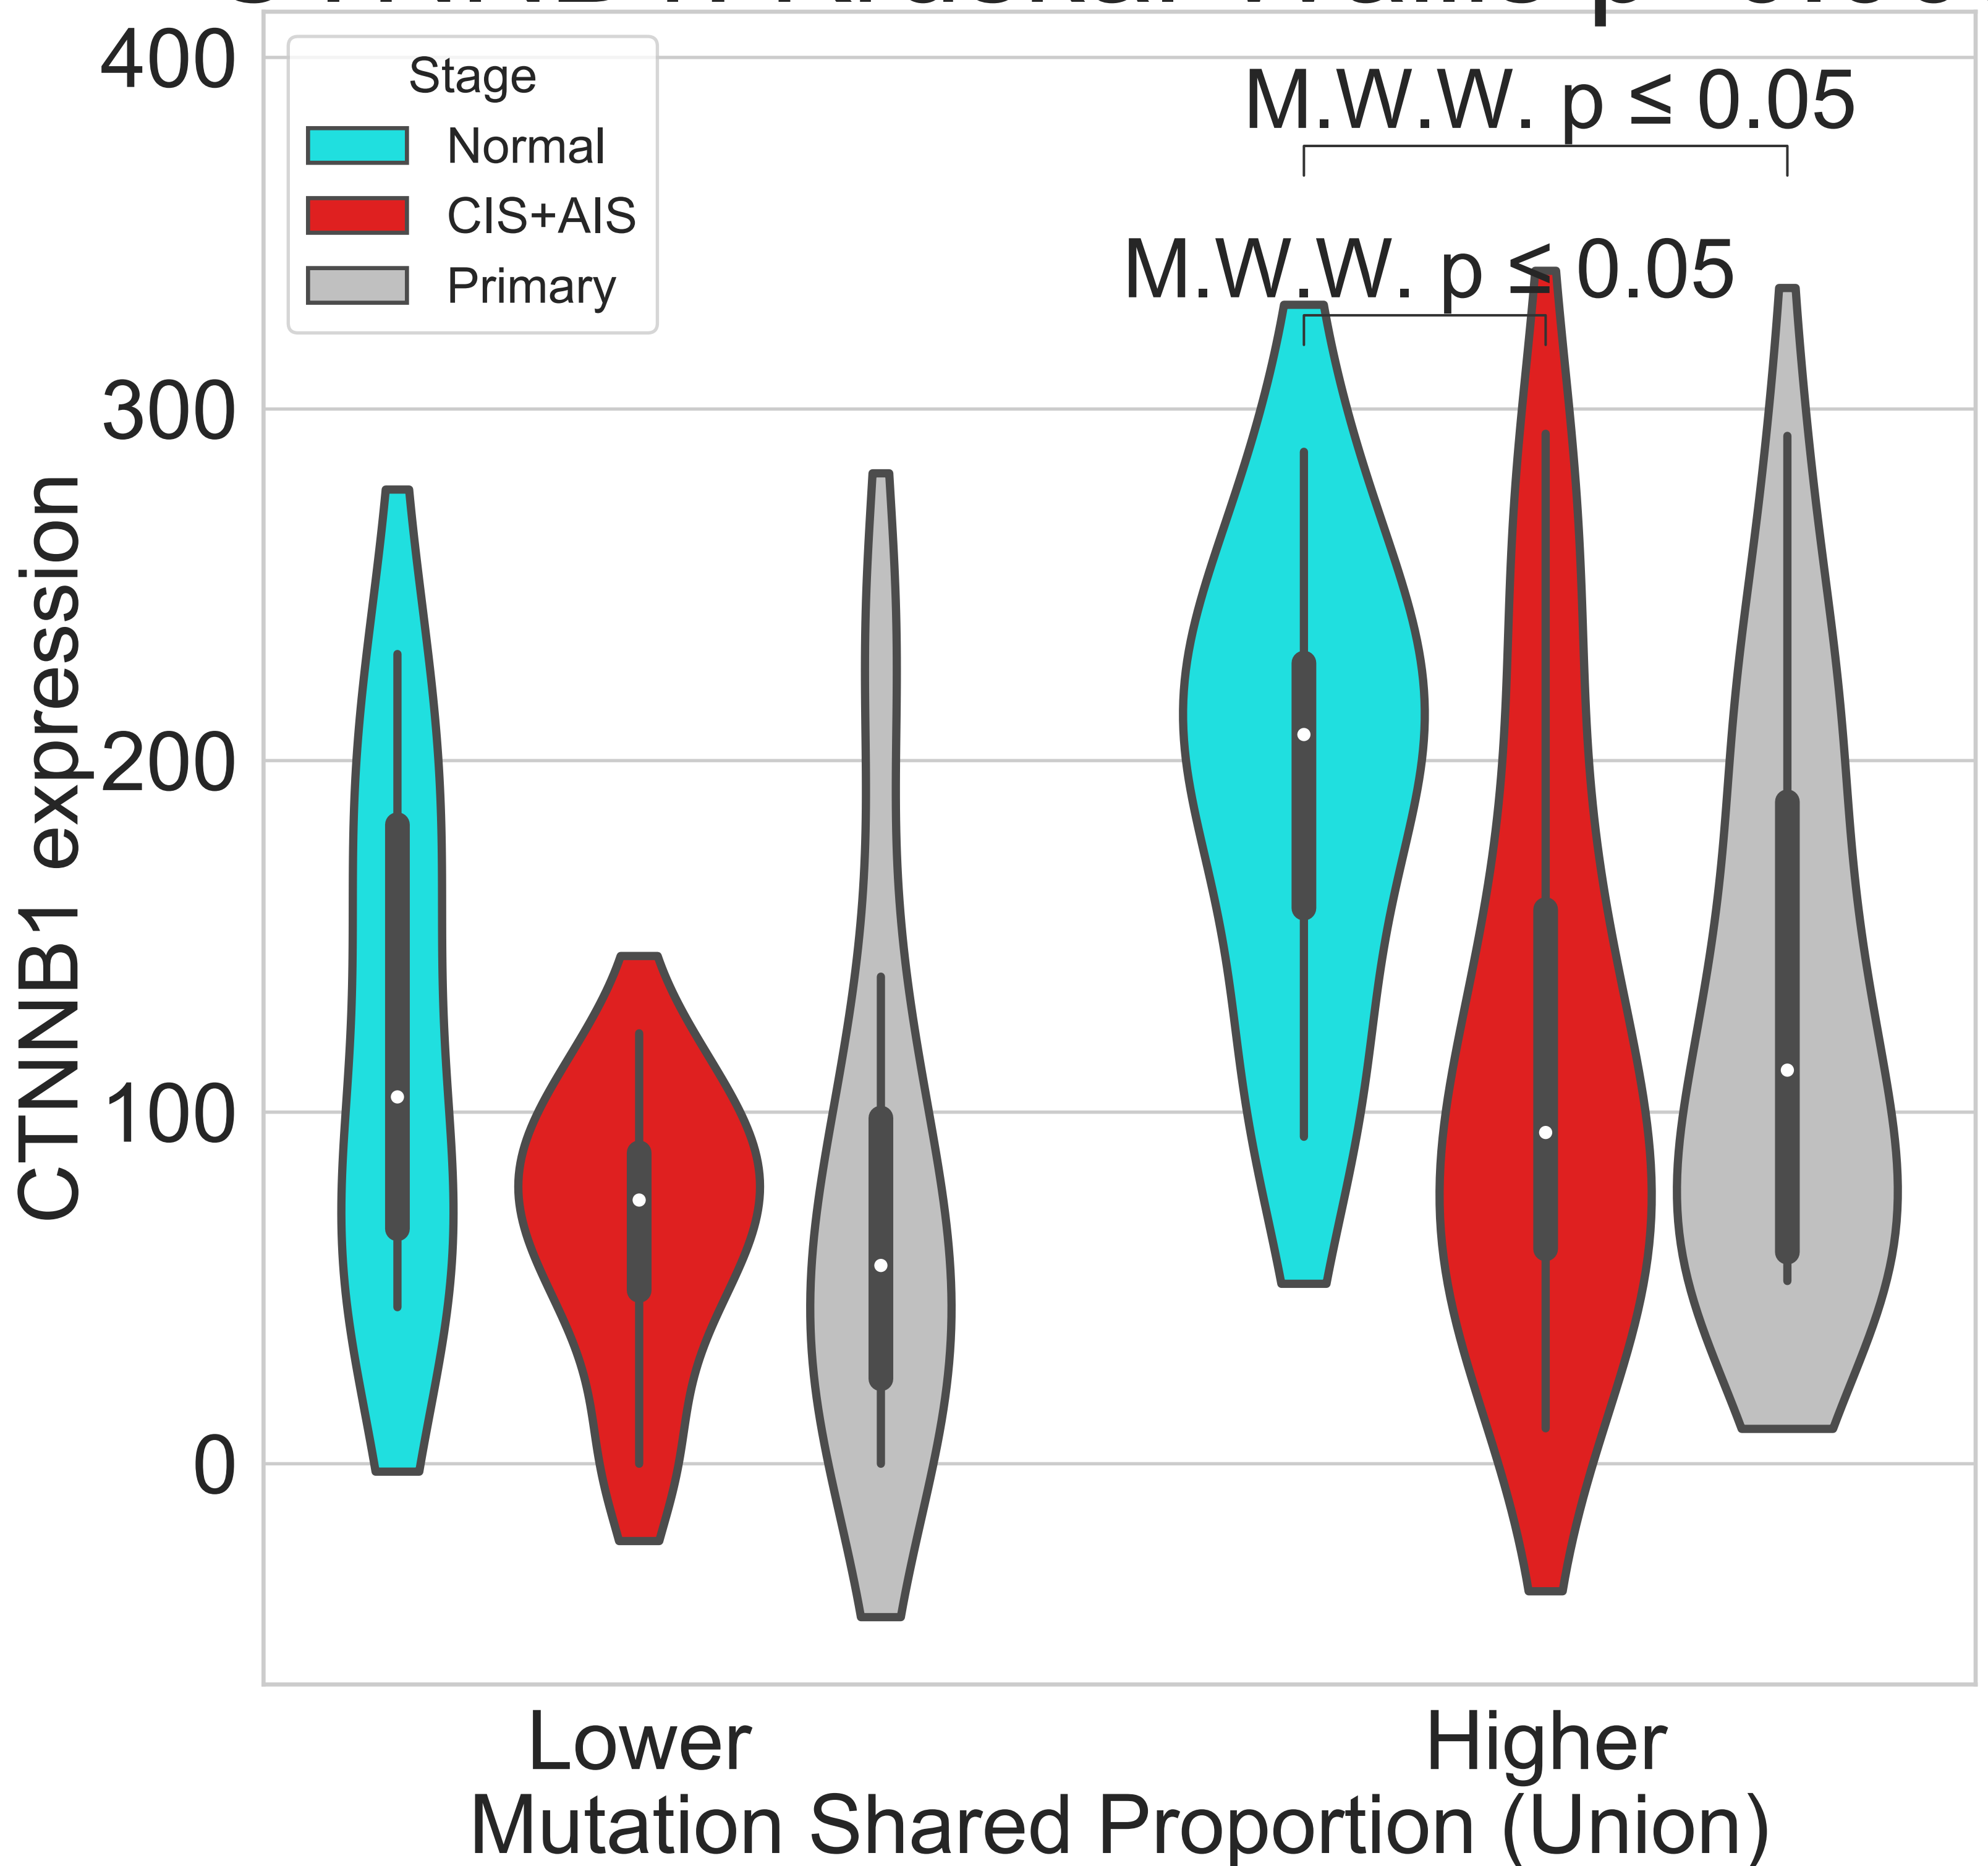 400
Stage
Normal
CIS+AIS
Primary
M.W.W. p ≤ 0.05
M.W.W. p ≤ 0.05
300
200
100
0
CTNNB1 expression
Lower
Higher
Mutation Shared Proportion (Union)